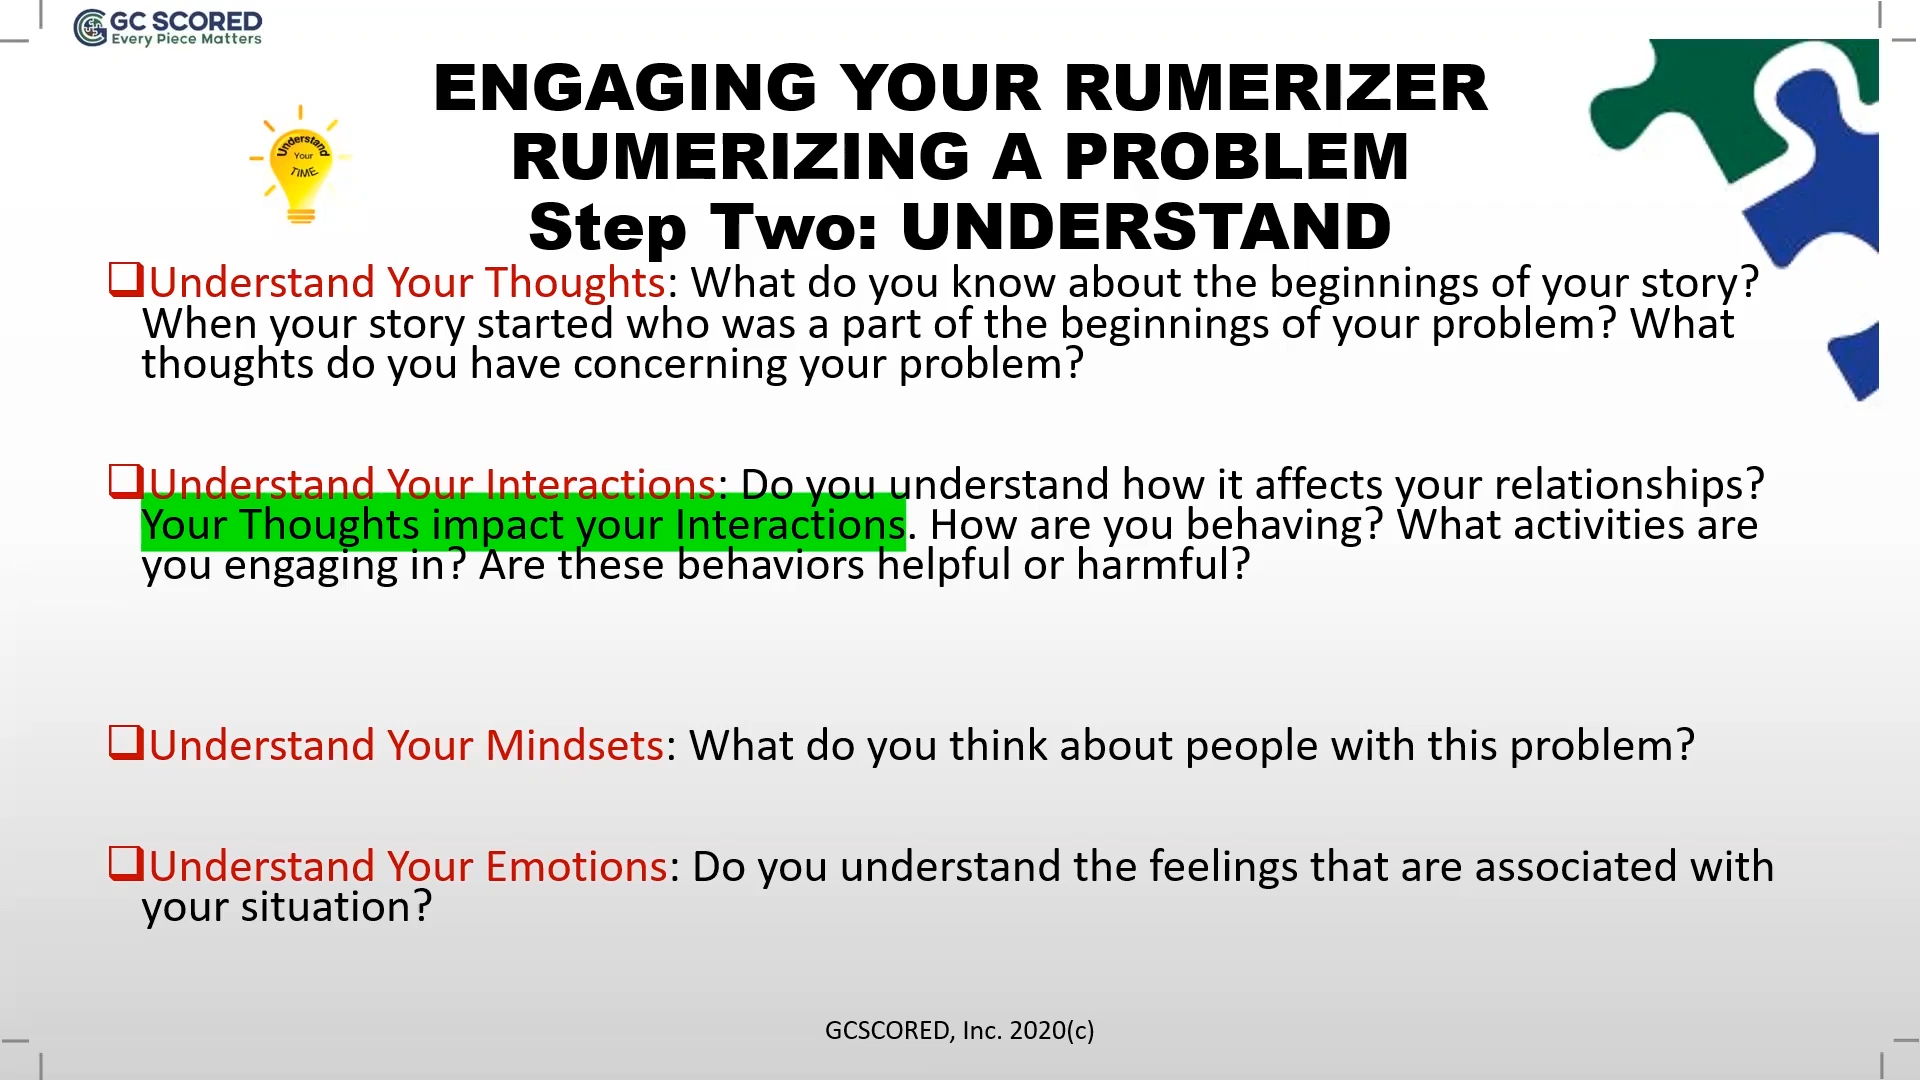 GC SCORED
Every Piece Matters
ENGAGING YOUR RUMERIZER
RUMERIZING A PROBLEM
Step Two: UNDERSTAND
Understand
Your
TIME
❑Understand Your Thoughts: What do you know about the beginnings of your story?
When your story started who was a part of the beginnings of your problem? What
thoughts do you have concerning your problem?
❑Understand Your Interactions: Do you understand how it affects your relationships?
Your Thoughts impact your Interactions. How are you behaving? What activities are
you engaging in? Are these behaviors helpful or harmful?
❑Understand Your Mindsets: What do you think about people with this problem?
❑Understand Your Emotions: Do you understand the feelings that are associated with
your situation?
GCSCORED, Inc. 2020(c)